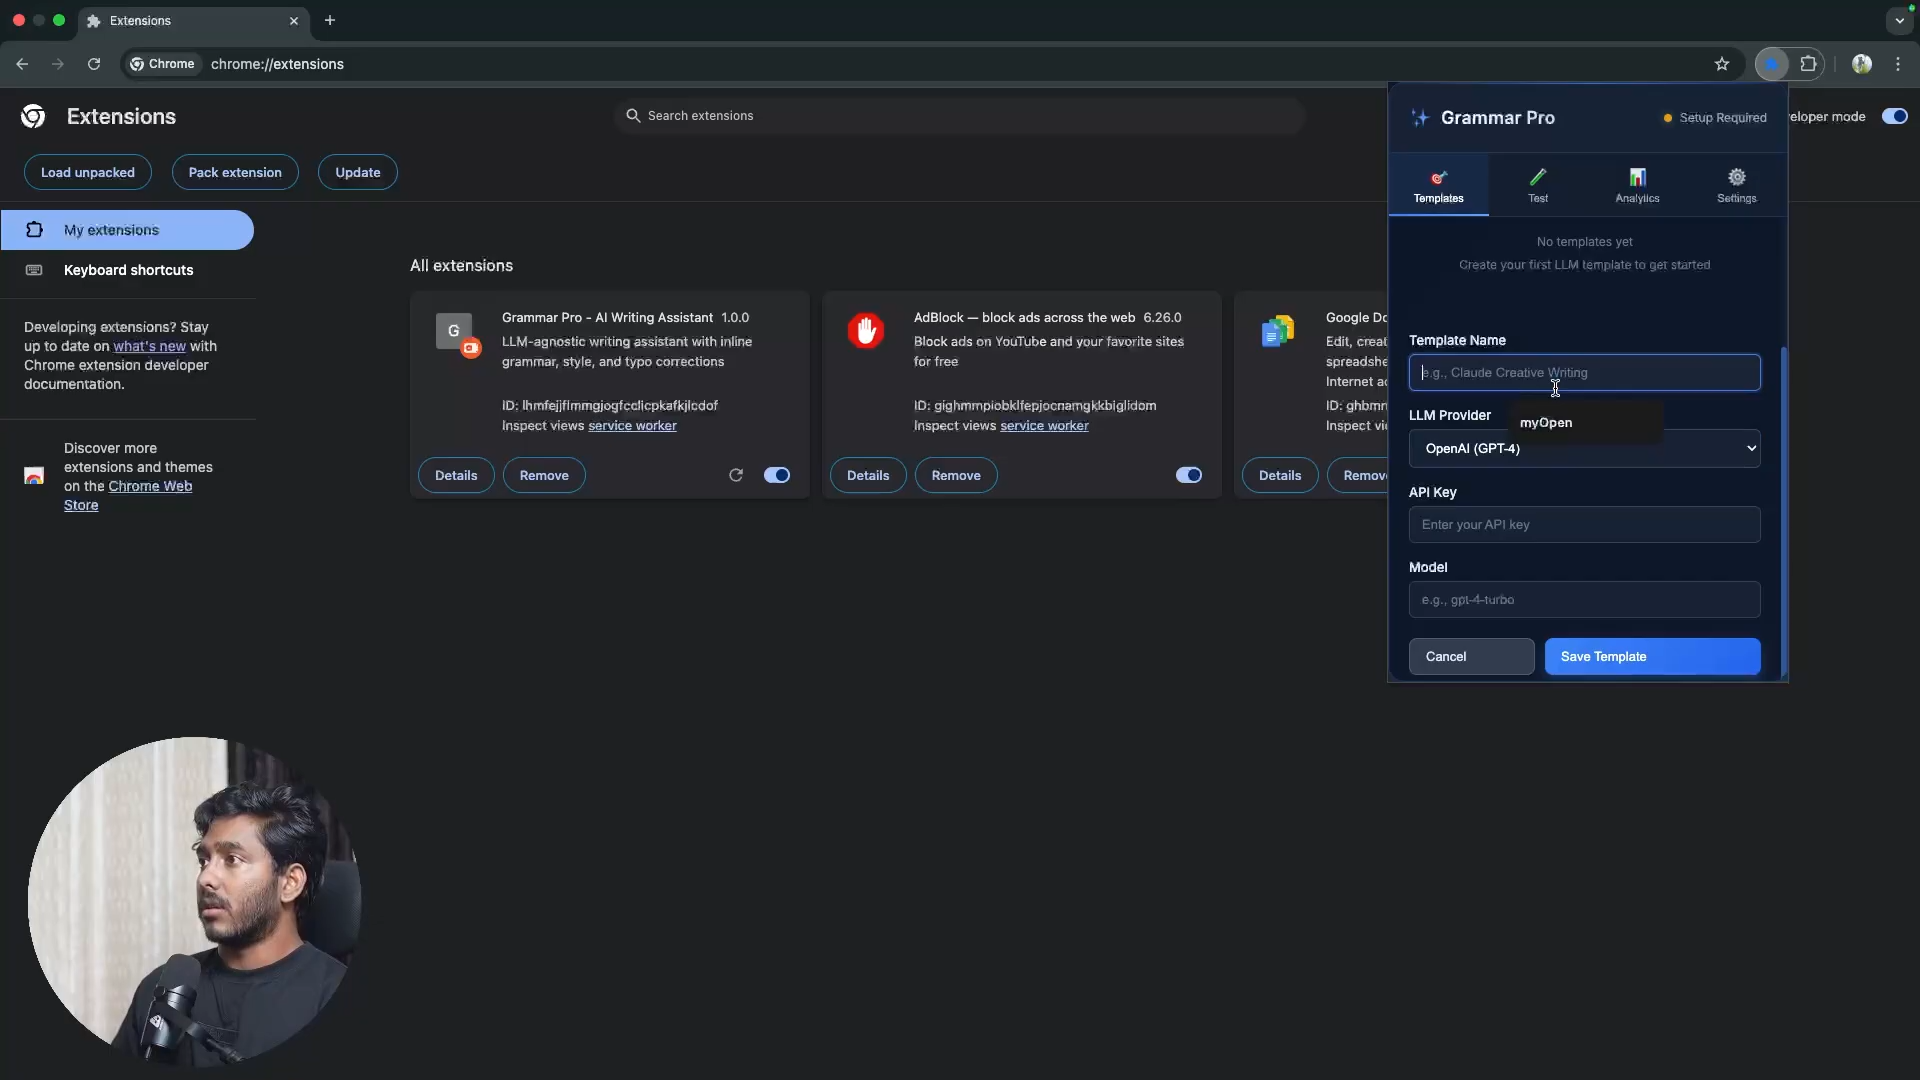 Extensions
Chrome
chrome://extensions
Extensions
Search extensions
eloper mode
Load unpacked
Pack extension
Update
My extensions
Keyboard shortcuts
Developing extensions? Stay
up to date on what's new with
Chrome extension developer
documentation.
Discover more
extensions and themes
on the Chrome Web
Store
All extensions
G
Grammar Pro - AI Writing Assistant 1.0.0
LLM-agnostic writing assistant with inline
grammar, style, and typo corrections
Inspect views service worker
Details
Remove
AdBlock — block ads across the web 6.26.0
Block ads on YouTube and your favorite sites
for free
Inspect views service worker
Details
Remove
Google Do
Edit, creat
spreadshe
Internet ac
ID: ghbmn
Inspect vie
Details
Remov
Grammar Pro
Setup Required
Templates
Test
Analytics
Settings
No templates yet
Create your first LLM template to get started
Template Name
e.g., Claude Creative Writing
LLM Provider
myOpen
OpenAI (GPT-4)
API Key
Enter your API key
Model
e.g., gpt-4-turbo
Cancel
Save Template